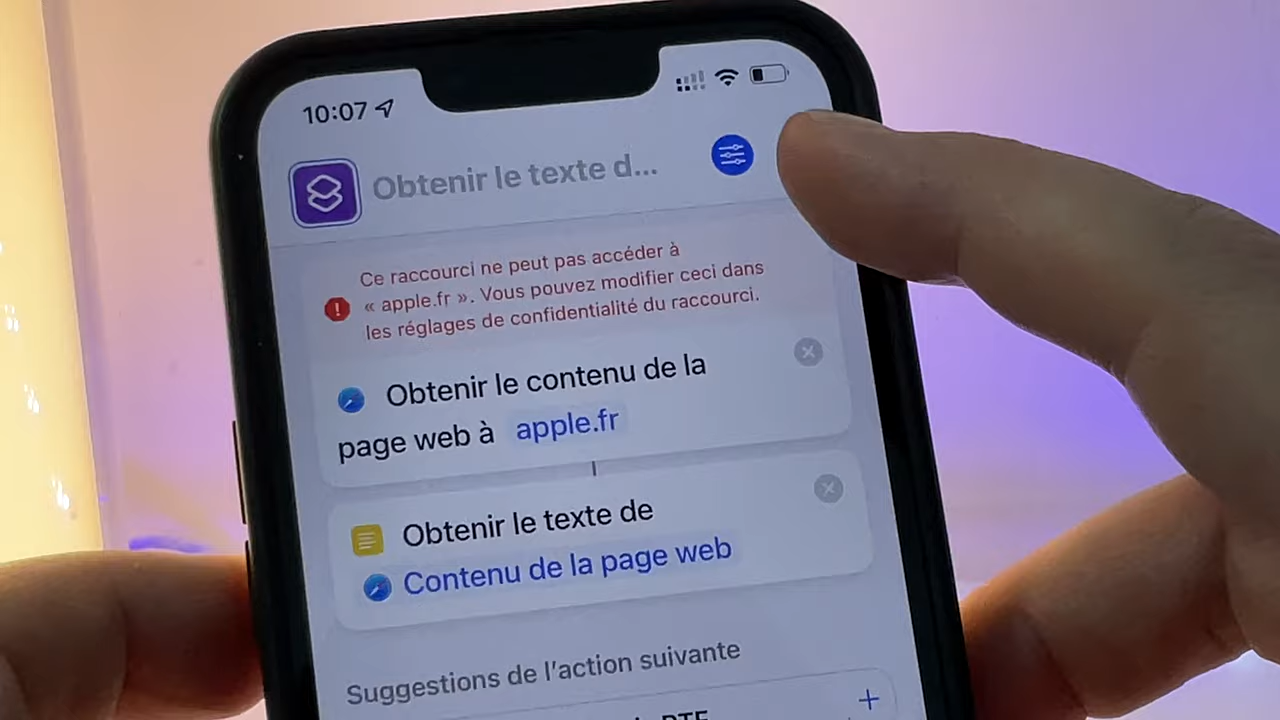 10:07
Obtenir le texte d...
Ce raccourci ne peut pas accéder à
« apple.fr ». Vous pouvez modifier ceci dans
les réglages de confidentialité du raccourci.
Obtenir le contenu de la
page web à apple.fr
Obtenir le texte de
Contenu de la page web
Suggestions de l’action suivante
RTF